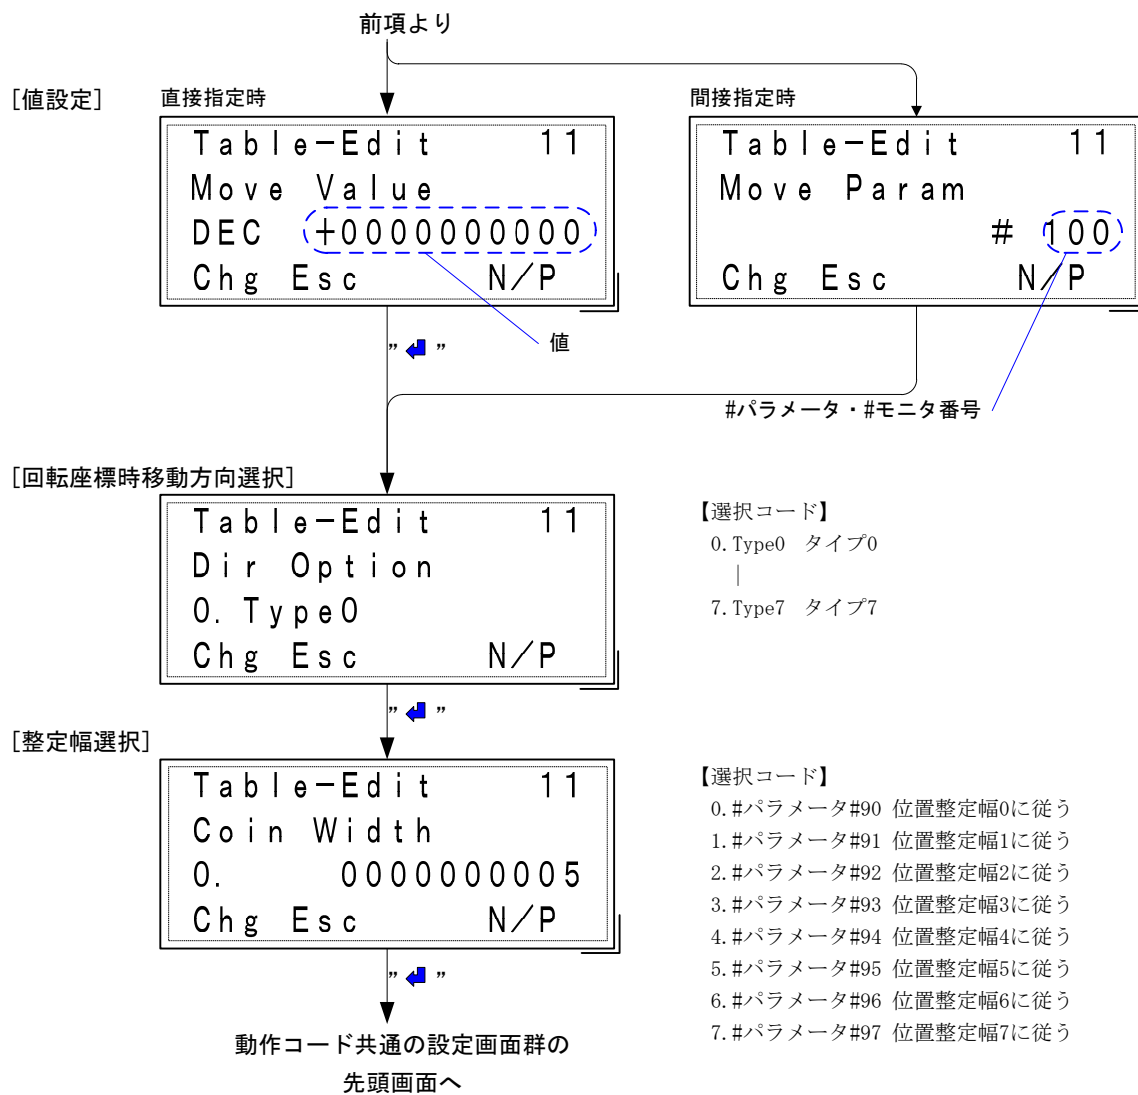 前項より
[値設定]
直接指定時
Table-Edit 11
Move Value
DEC +0000000000
Chg Esc N/P
間接指定時
Table-Edit 11
Move Param
# 100
Chg Esc N/P
” ”
値
#パラメータ・#モニタ番号
[回転座標時移動方向選択]
Table-Edit 11
Dir Option
0. Type0
Chg Esc N/P
【選択コード】
0.Type0 タイプ0
|
7.Type7 タイプ7
” ”
[整定幅選択]
Table-Edit 11
Coin Width
0. 0000000005
Chg Esc N/P
【選択コード】
0.#パラメータ#90 位置整定幅0に従う
1.#パラメータ#91 位置整定幅1に従う
2.#パラメータ#92 位置整定幅2に従う
3.#パラメータ#93 位置整定幅3に従う
4.#パラメータ#94 位置整定幅4に従う
5.#パラメータ#95 位置整定幅5に従う
6.#パラメータ#96 位置整定幅6に従う
7.#パラメータ#97 位置整定幅7に従う
” ”
動作コード共通の設定画面群の
先頭画面へ